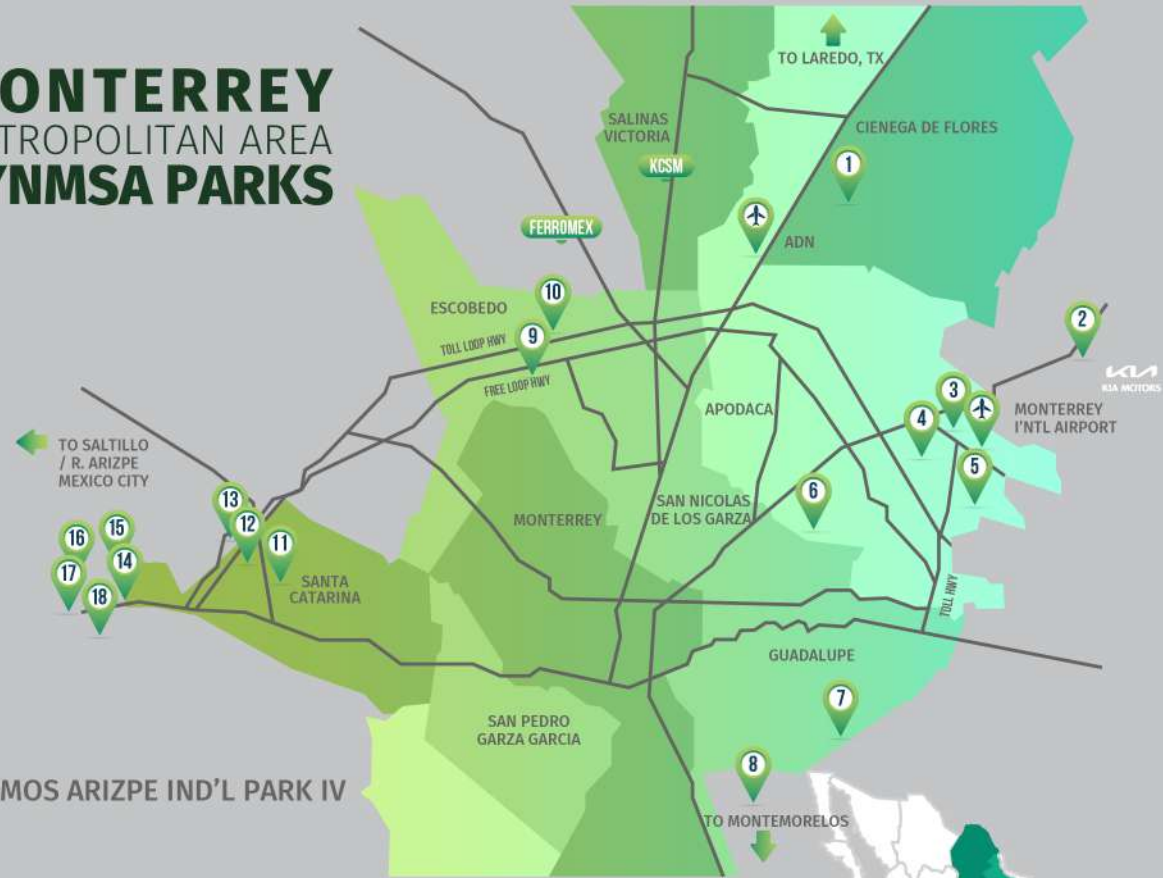 ONTERREY
TROPOLITAN AREA
YNMSA PARKS
TO LAREDO, TX
SALINAS
VICTORIA
CIENEGA DE FLORES
KCSM
1
FERROMEX
ADN
10
ESCOBEDO
9
TOLL LOOP HWY
FREE LOOP HWY
2
KIA
KIA MOTORS
3
4
MONTERREY
I'NTL AIRPORT
APODACA
5
TO SALTILLO
/ R. ARIZPE
MEXICO CITY
6
SAN NICOLAS
DE LOS GARZA
MONTERREY
13
12
11
16
15
14
17
18
SANTA
CATARINA
TOLL HWY
GUADALUPE
7
SAN PEDRO
GARZA GARCIA
8
MOS ARIZPE IND'L PARK IV
TO MONTEMORELOS